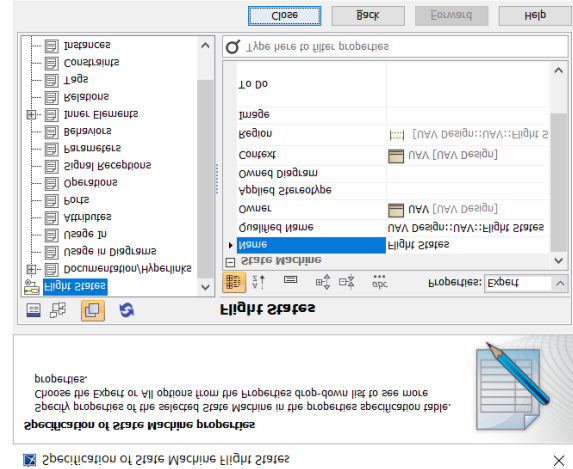 Specification of State Machine Flight States
Specification of State Machine properties
Specify properties of the selected State Machine in the properties specification table.
Choose the Expert or All options from the Properties drop-down list to see more
properties.
Flight States
Properties: Expert
Flight States
Documentation/Hyperlinks
Usage in Diagrams
Usage In
Attributes
Ports
Operations
Signal Receptions
Parameters
Behaviors
Inner Elements
Relations
Tags
Constraints
Instances
State Machine
Name Flight States
Qualified Name UAV Design::UAV::Flight States
Owner UAV [UAV Design]
Applied Stereotype
Owned Diagram
Context UAV [UAV Design]
Region [UAV Design::UAV::Flight S
Image
To Do
Type here to filter properties
Close Back Forward Help